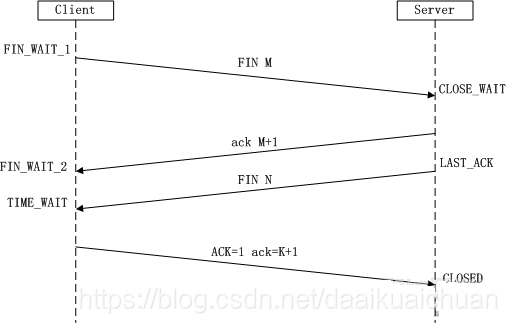 Client
Server
FIN_WAIT_1
FIN M
CLOSE_WAIT
ack M+1
FIN_WAIT_2
LAST_ACK
FIN N
TIME_WAIT
ACK=1 ack=K+1
CLOSED
https://blog.csdn.net/daaikuaichuan